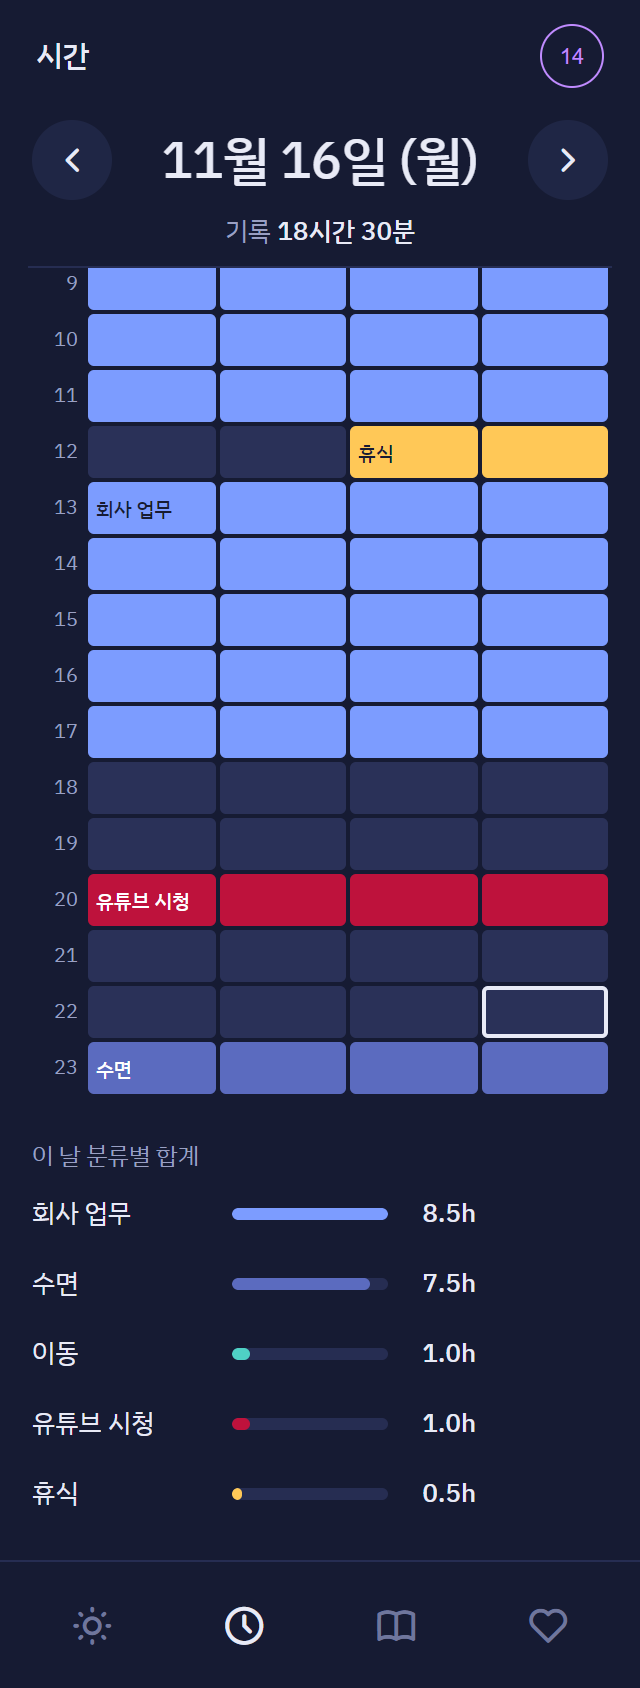 시간
14
11월 16일 (월)
기록 18시간 30분
9
10
11
12 휴식
13 회사 업무
14
15
16
17
18
19
20 유튜브 시청
21
22
23 수면
이 날 분류별 합계
회사 업무 8.5h
수면 7.5h
이동 1.0h
유튜브 시청 1.0h
휴식 0.5h